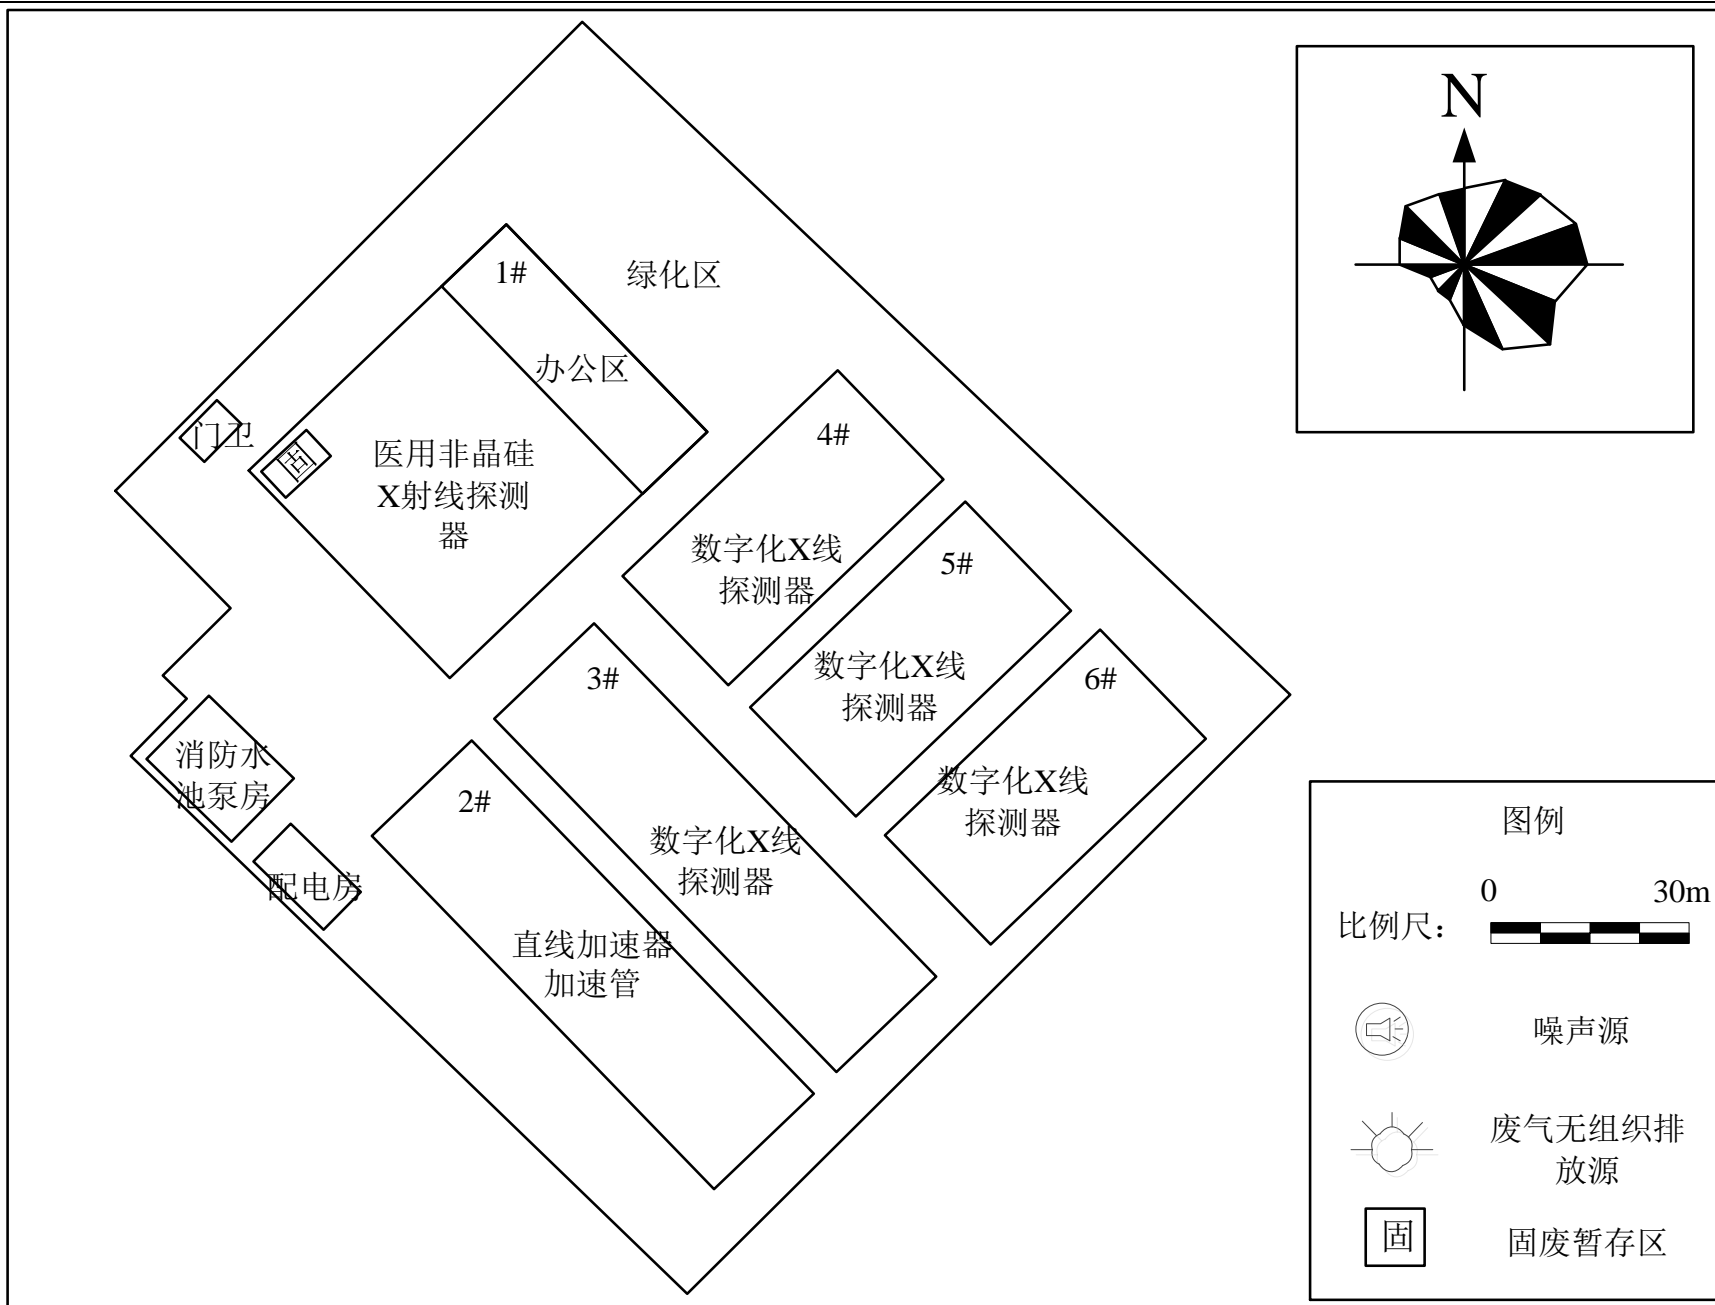 N
1#
绿化区
办公区
门卫
固
医用非晶硅
X射线探测
器
4#
数字化X线
探测器
5#
数字化X线
探测器
3#
6#
数字化X线
探测器
消防水
池泵房
2#
数字化X线
探测器
配电房
直线加速器
加速管
图例
0 30m
比例尺：
噪声源
废气无组织排
放源
固
固废暂存区